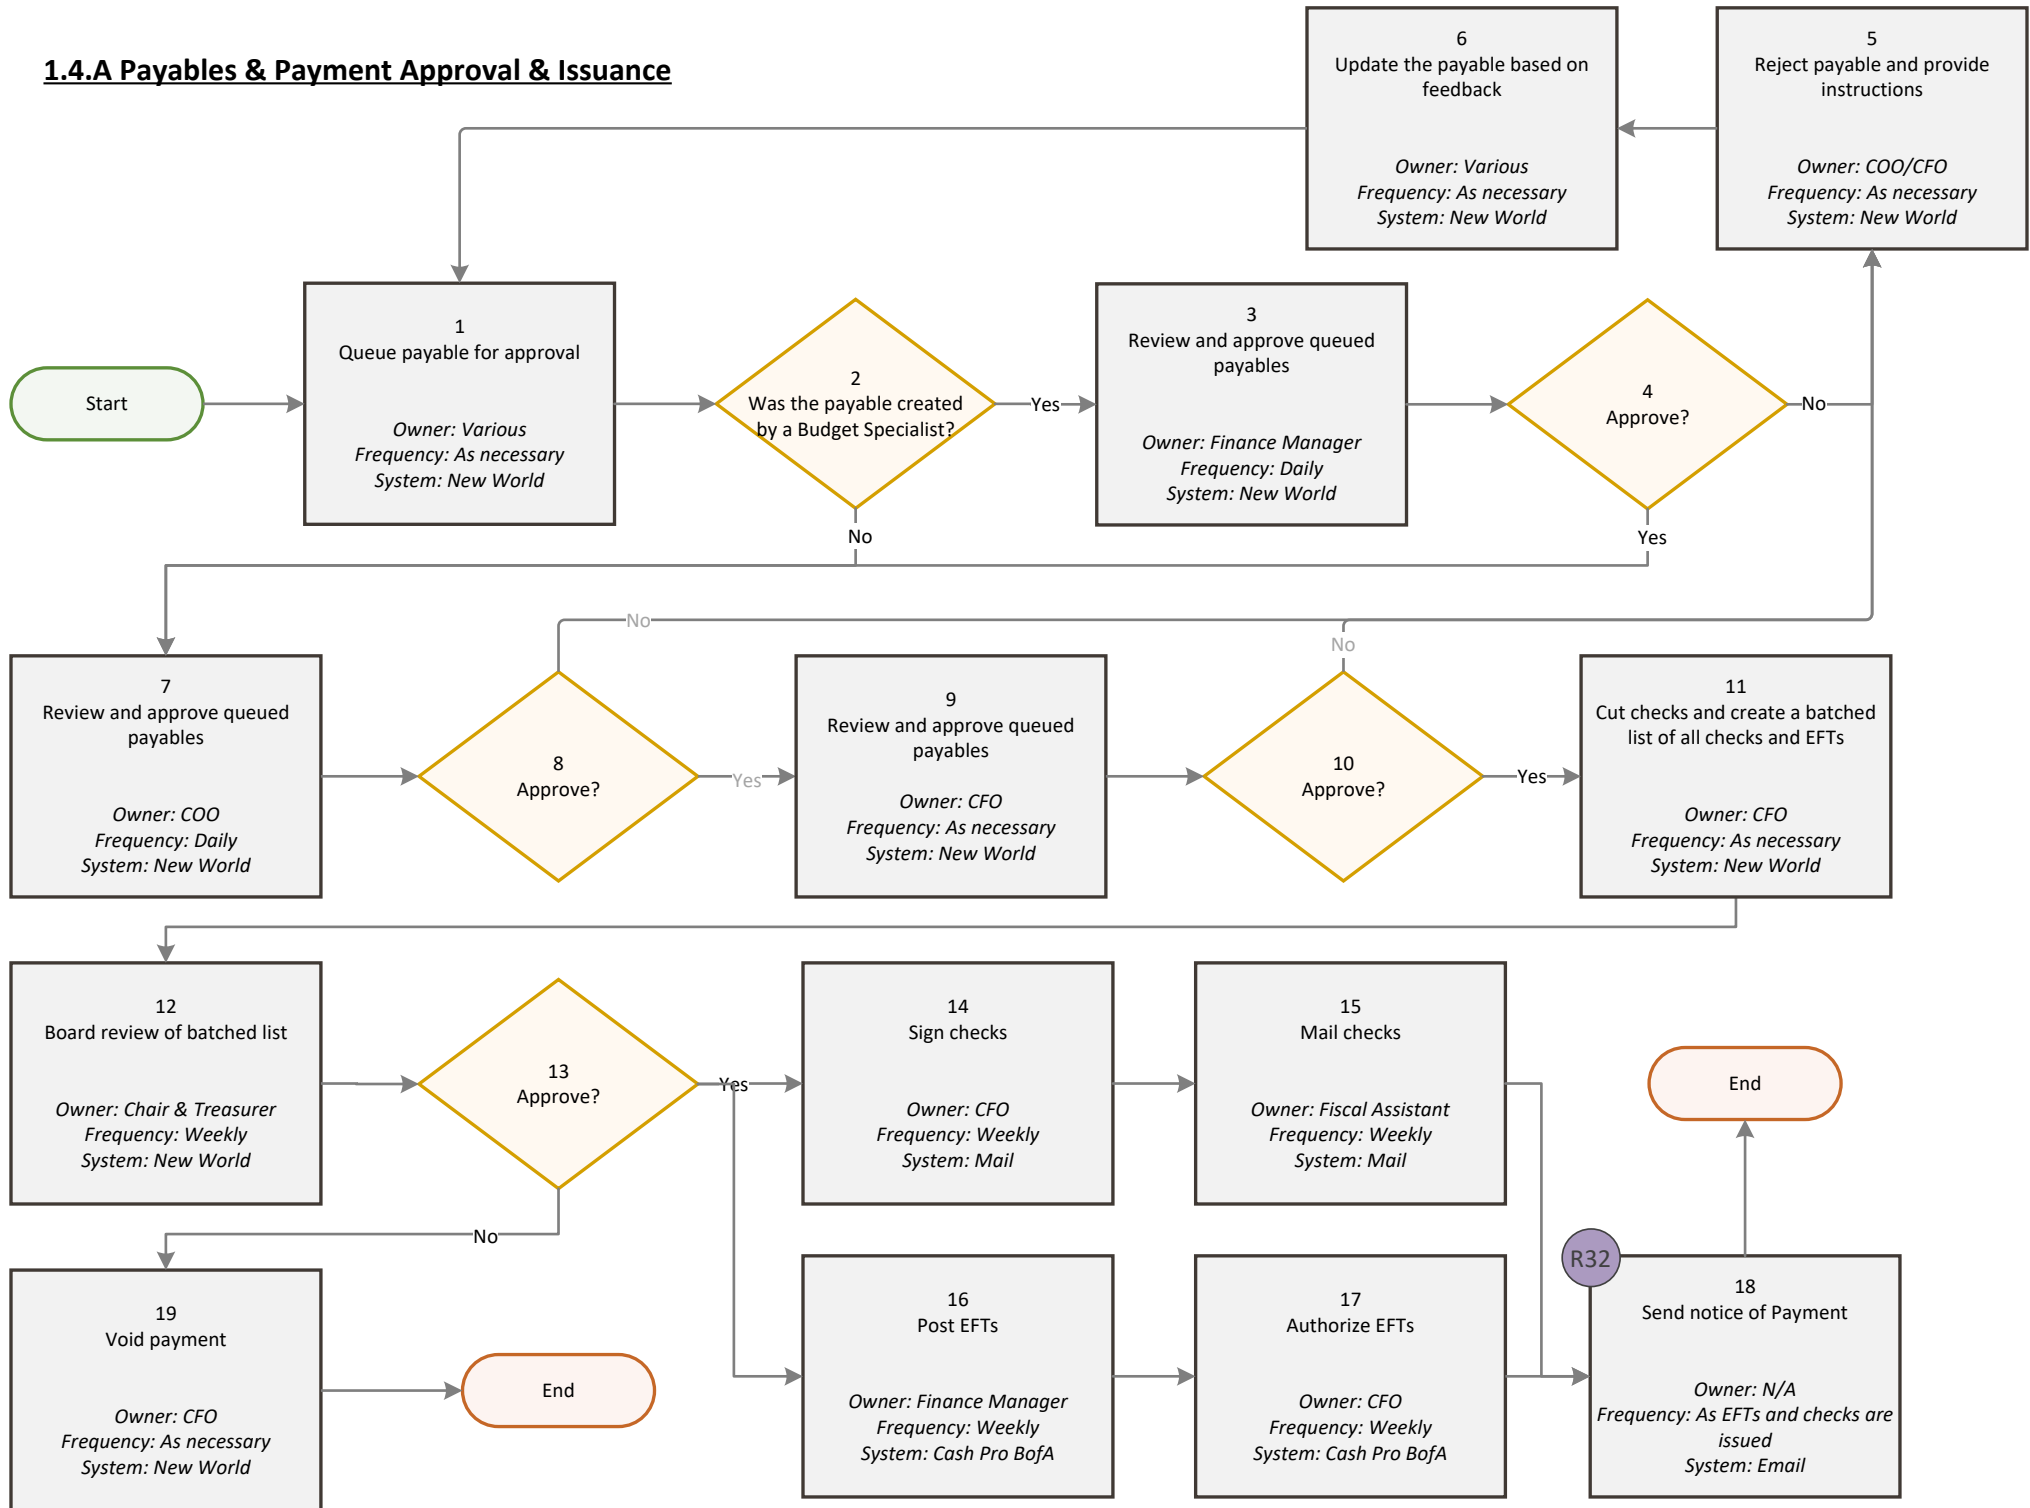 1.4.A Payables & Payment Approval & Issuance
6
Update the payable based on
feedback
Owner: Various
Frequency: As necessary
System: New World
5
Reject payable and provide
instructions
Owner: COO/CFO
Frequency: As necessary
System: New World
Start
1
Queue payable for approval
Owner: Various
Frequency: As necessary
System: New World
2
Was the payable created
by a Budget Specialist?
Yes
No
3
Review and approve queued
payables
Owner: Finance Manager
Frequency: Daily
System: New World
4
Approve?
No
Yes
7
Review and approve queued
payables
Owner: COO
Frequency: Daily
System: New World
8
Approve?
No
Yes
9
Review and approve queued
payables
Owner: CFO
Frequency: As necessary
System: New World
10
Approve?
No
Yes
11
Cut checks and create a batched
list of all checks and EFTs
Owner: CFO
Frequency: As necessary
System: New World
12
Board review of batched list
Owner: Chair & Treasurer
Frequency: Weekly
System: New World
13
Approve?
Yes
No
14
Sign checks
Owner: CFO
Frequency: Weekly
System: Mail
15
Mail checks
Owner: Fiscal Assistant
Frequency: Weekly
System: Mail
End
19
Void payment
Owner: CFO
Frequency: As necessary
System: New World
End
16
Post EFTs
Owner: Finance Manager
Frequency: Weekly
System: Cash Pro BofA
17
Authorize EFTs
Owner: CFO
Frequency: Weekly
System: Cash Pro BofA
R32
18
Send notice of Payment
Owner: N/A
Frequency: As EFTs and checks are
issued
System: Email